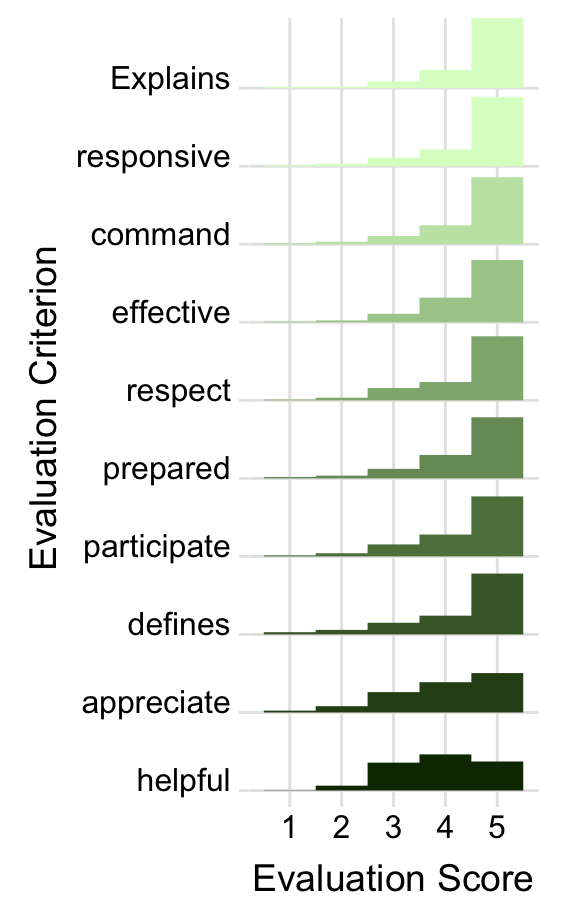 Explains
responsive
command
effective
respect
prepared
participate
defines
appreciate
helpful
Evaluation Criterion
1 2 3 4 5
Evaluation Score